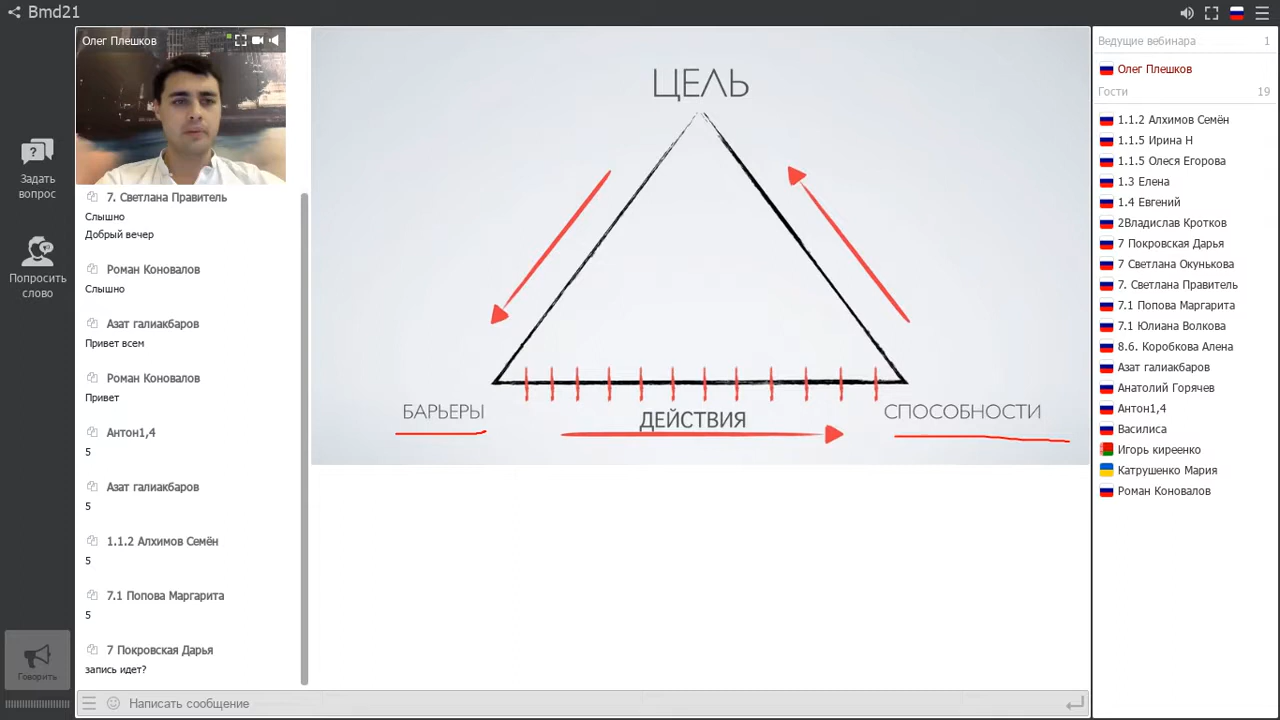 Bmd21
Задать
вопрос
Попросить
слово
Говорить
Олег Плешков
7. Светлана Правитель
Слышно
Добрый вечер
Роман Коновалов
Слышно
Азат галиакбаров
Привет всем
Роман Коновалов
Привет
Антон1,4
5
Азат галиакбаров
5
1.1.2 Алхимов Семён
5
7.1 Попова Маргарита
5
7 Покровская Дарья
запись идет?
Написать сообщение
ЦЕЛЬ
БАРЬЕРЫ
ДЕЙСТВИЯ
СПОСОБНОСТИ
Ведущие вебинара 1
Олег Плешков
Гости 19
1.1.2 Алхимов Семён
1.1.5 Ирина Н
1.1.5 Олеся Егорова
1.3 Елена
1.4 Евгений
2Владислав Кротков
7 Покровская Дарья
7 Светлана Окунькова
7. Светлана Правитель
7.1 Попова Маргарита
7.1 Юлиана Волкова
8.6. Коробкова Алена
Азат галиакбаров
Анатолий Горячев
Антон1,4
Василиса
Игорь киреенко
Катрушенко Мария
Роман Коновалов